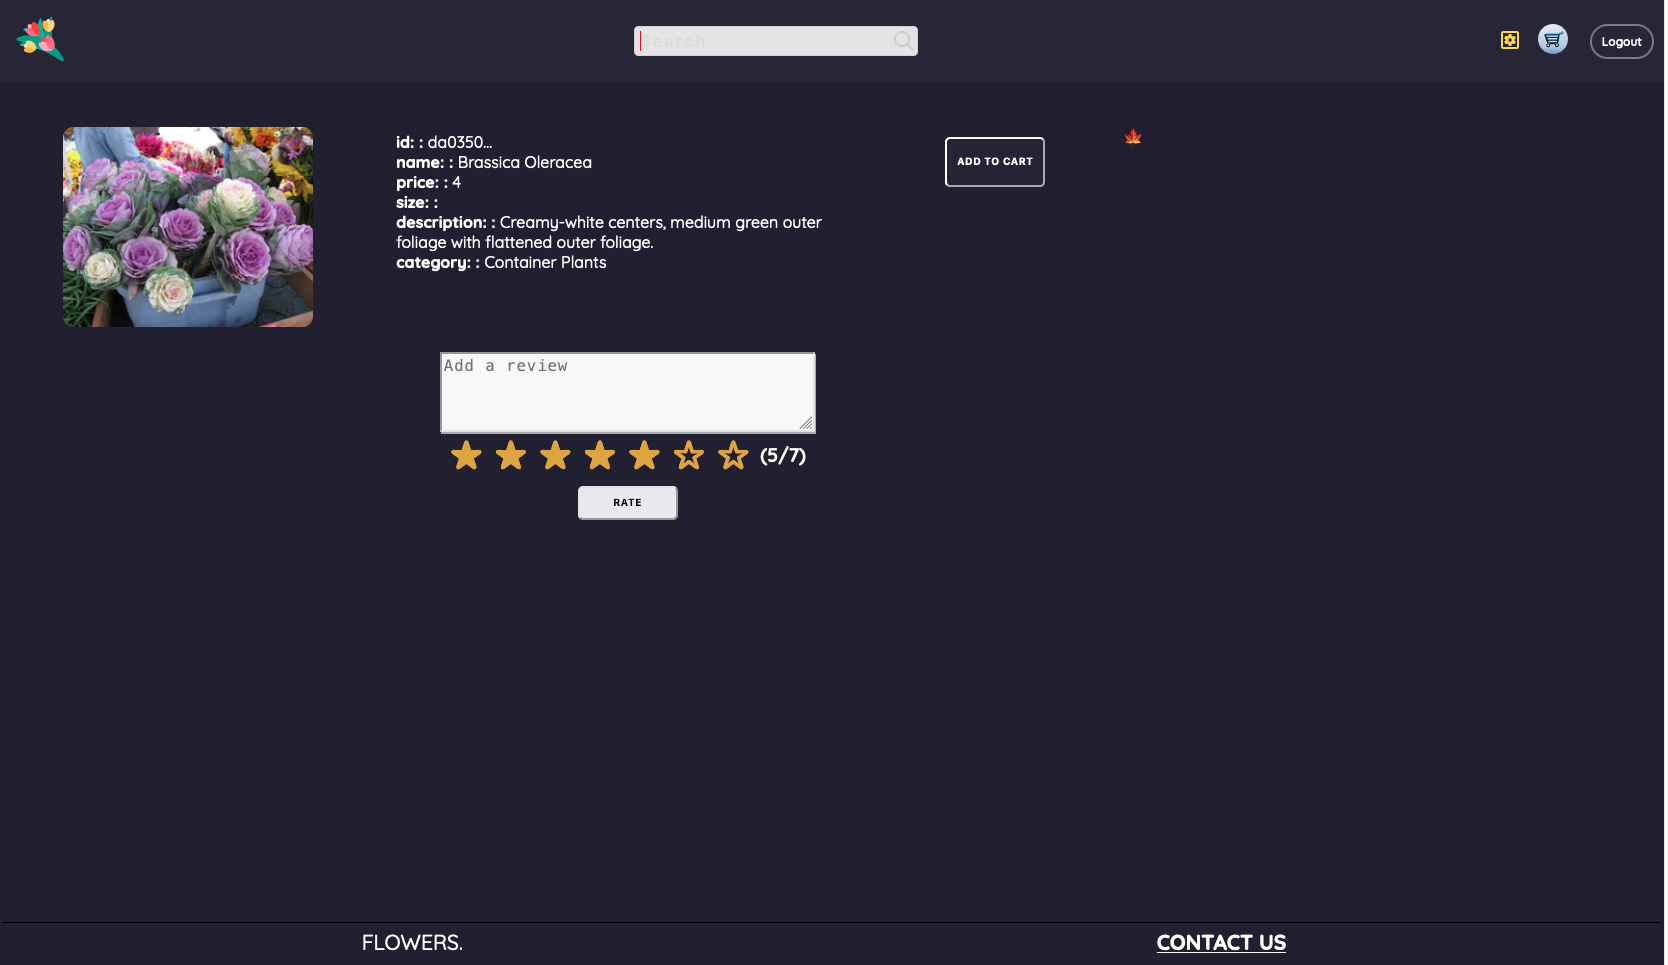 Search
Logout
id: : da0350...
name: : Brassica Oleracea
price: : 4
size: :
description: : Creamy-white centers, medium green outer
foliage with flattened outer foliage.
category: : Container Plants
ADD TO CART
Add a review
(5/7)
RATE
FLOWERS.
CONTACT US